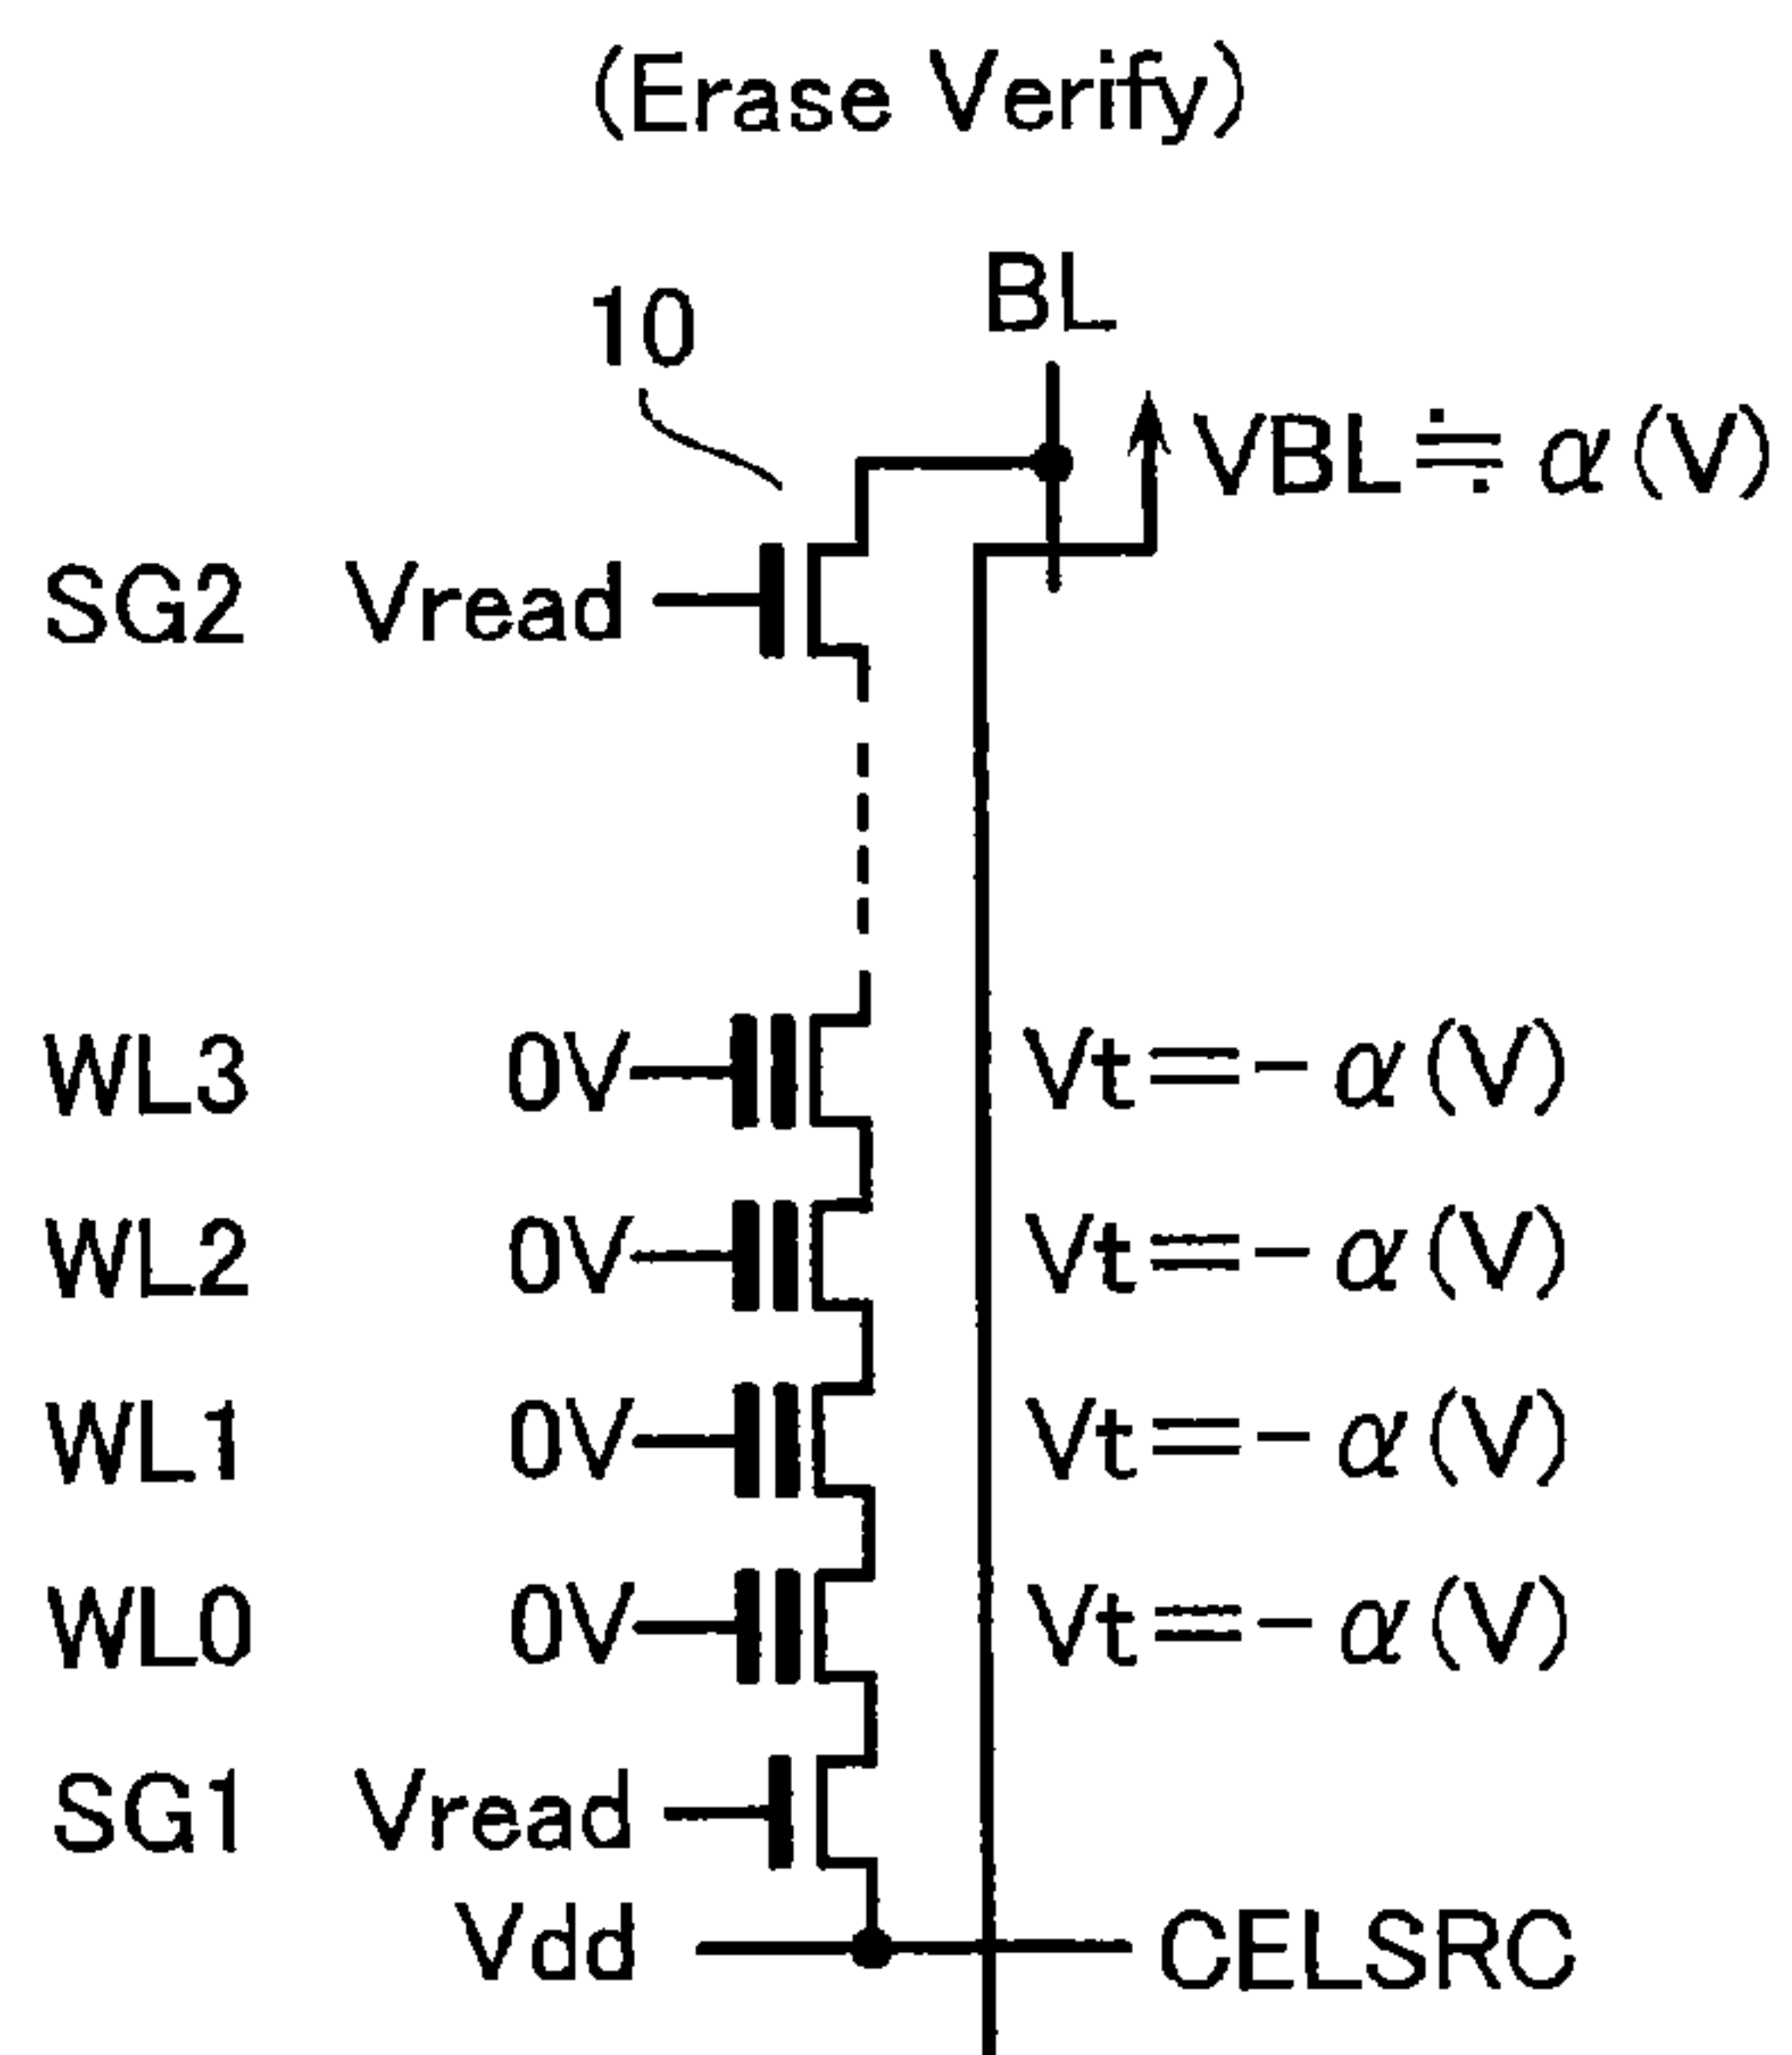 (Erase Verify)
BL
10
VBL≒α(V)
SG2 Vread
WL3 0V Vt=-α(V)
WL2 0V Vt=-α(V)
WL1 0V Vt=-α(V)
WL0 0V Vt=-α(V)
SG1 Vread
Vdd CELSRC